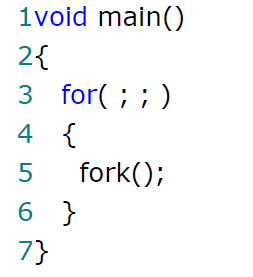 1void main()
2{
3 for( ; ; )
4 {
5 fork();
6 }
7}